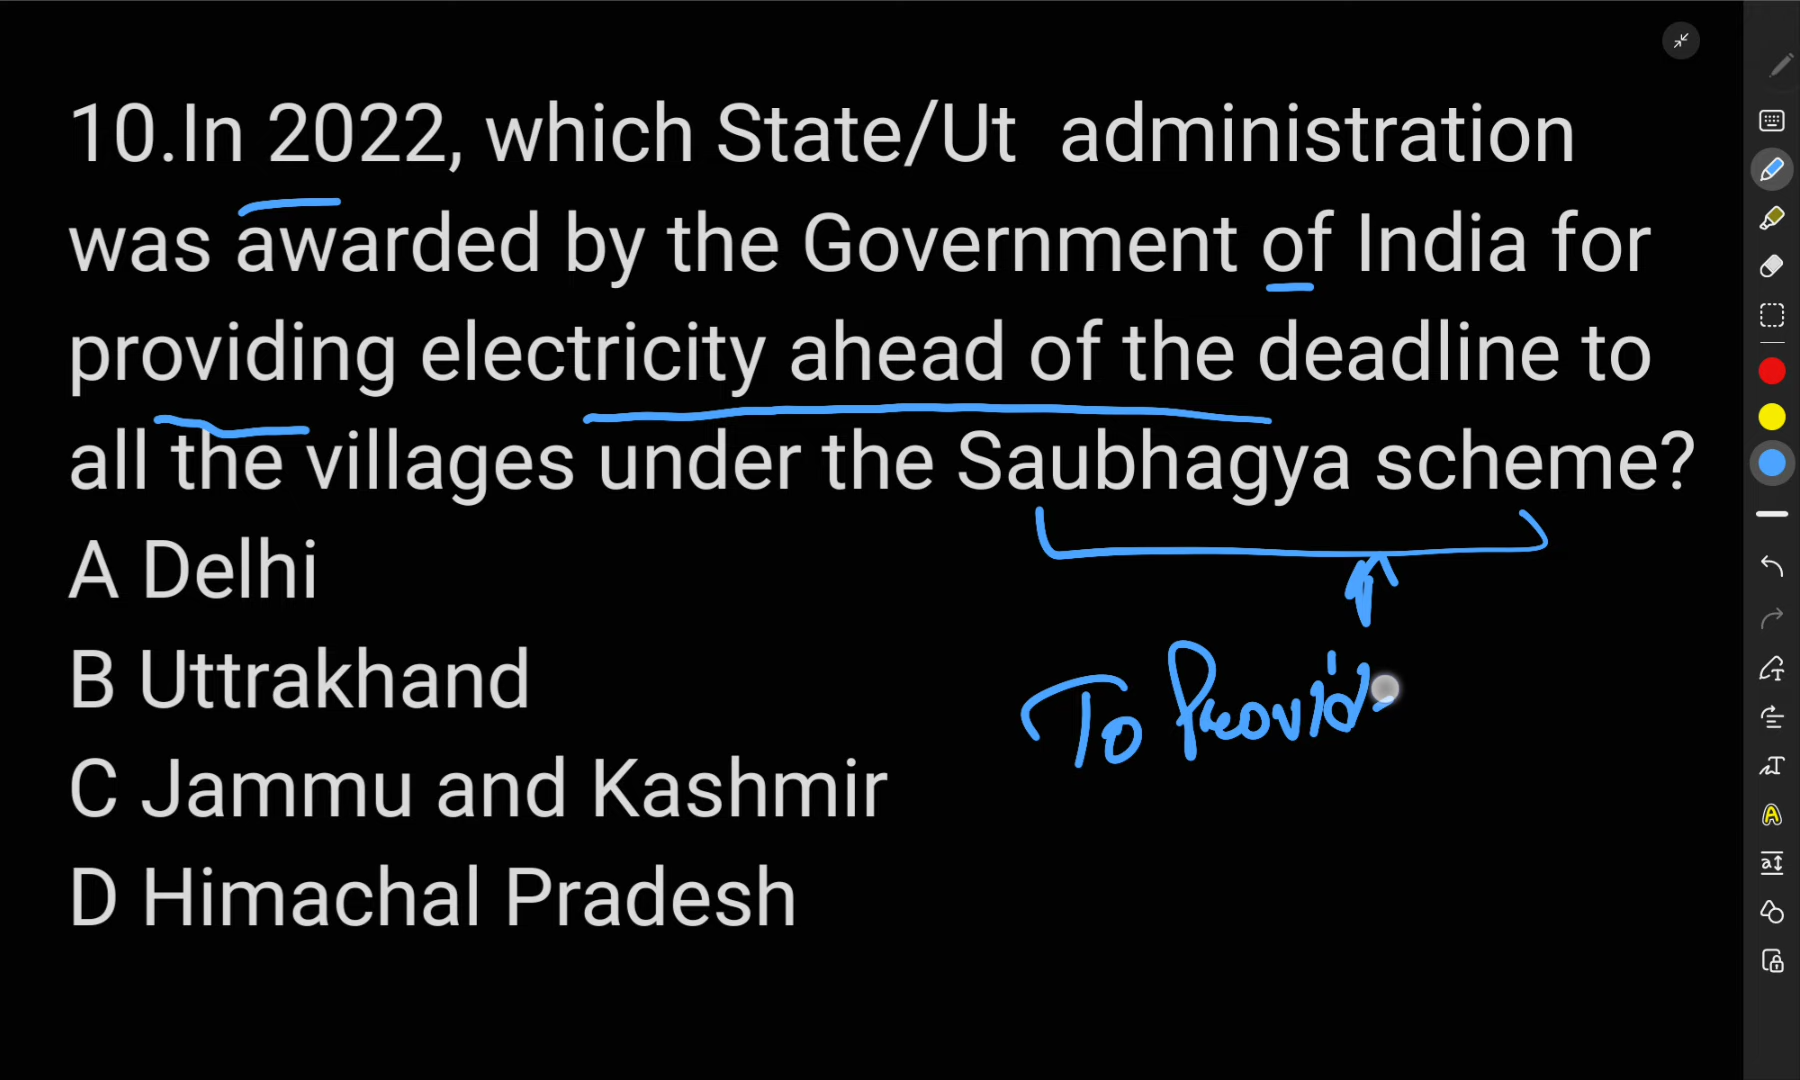 10.In 2022, which State/Ut administration
was awarded by the Government of India for
providing electricity ahead of the deadline to
all the villages under the Saubhagya scheme?
A Delhi
B Uttrakhand
To Provid
C Jammu and Kashmir
D Himachal Pradesh